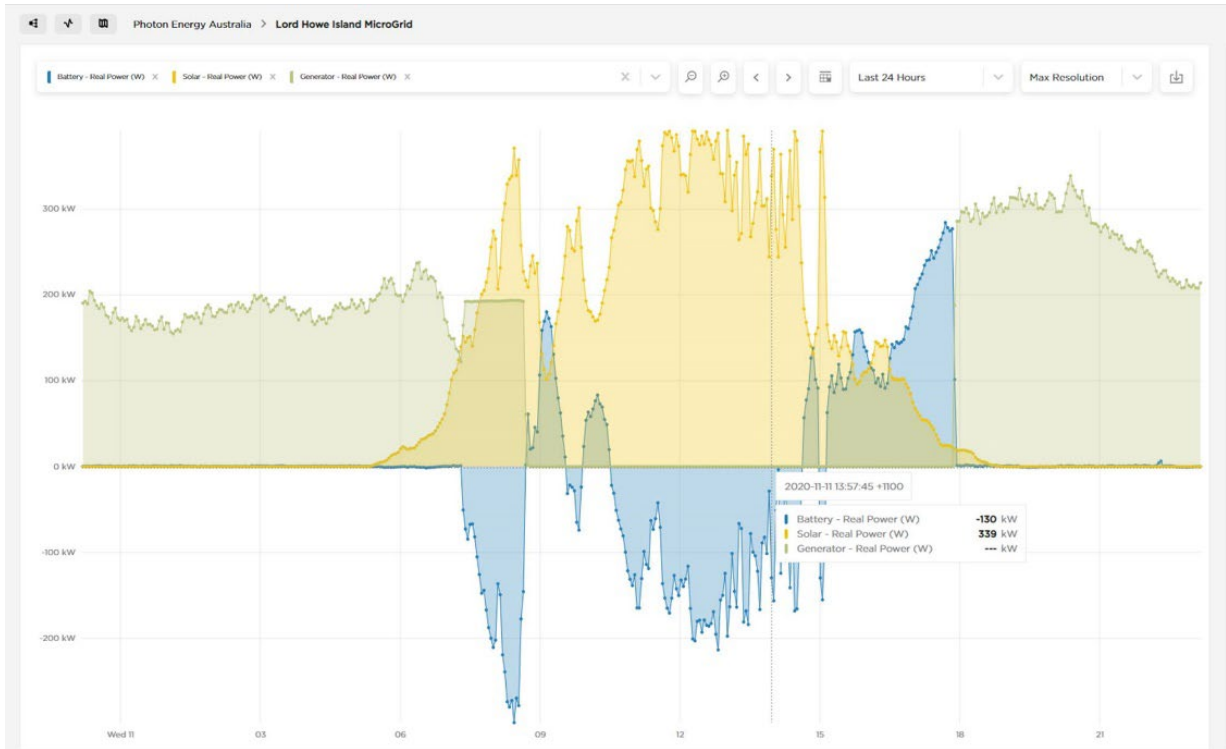 Photon Energy Australia > Lord Howe Island MicroGrid
Battery - Real Power (W) X Solar - Real Power (W) X Generator - Real Power (W) X
Last 24 Hours
Max Resolution
300 kW
200 kW
100 kW
0 kW
-100 kW
-200 kW
2020-11-11 13:57:45 +1100
Battery - Real Power (W) -130 kW
Solar - Real Power (W) 339 kW
Generator - Real Power (W) --- kW
Wed 11 03 06 09 12 15 18 21